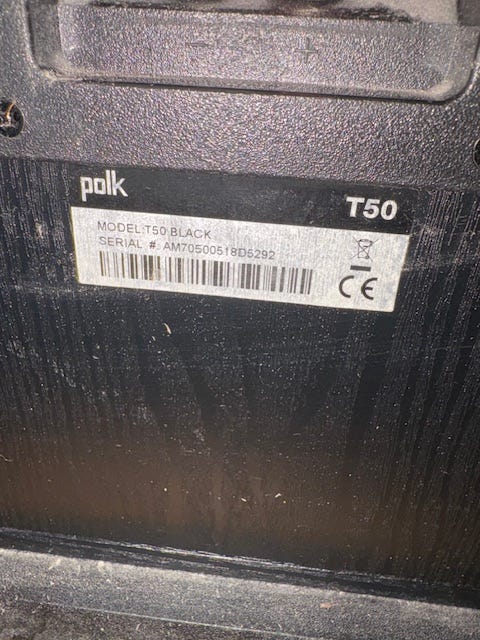 - +
polk
T50
MODEL:T50 BLACK
SERIAL #: AM70500518D5292
CE